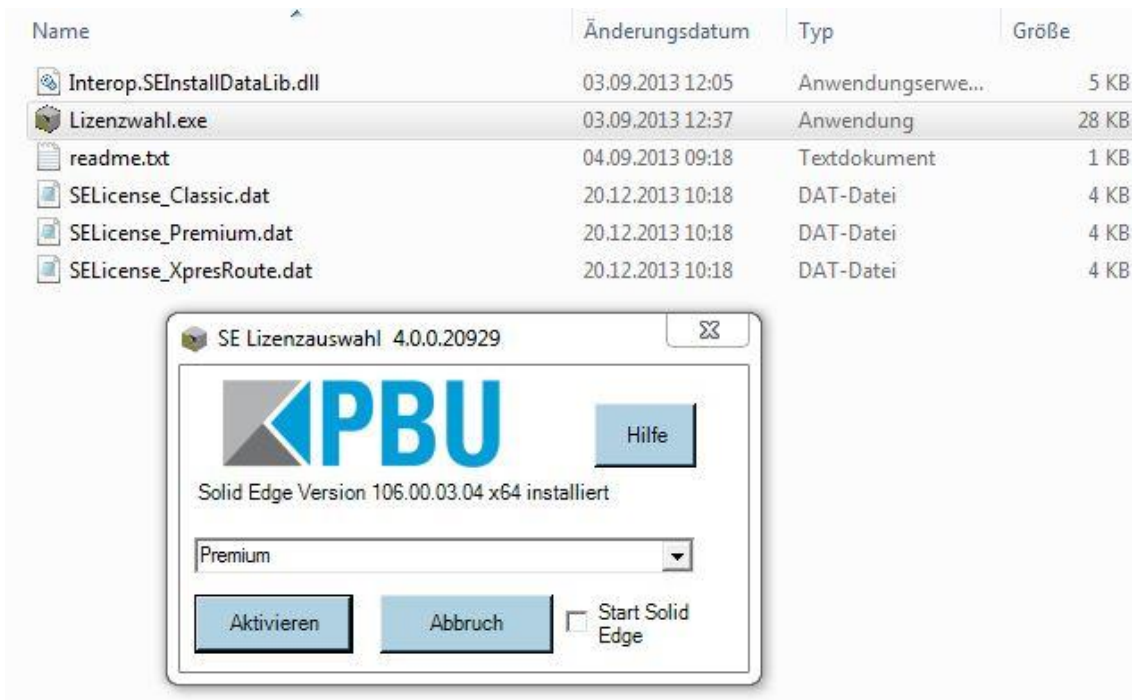 Name Änderungsdatum Typ Größe
Interop.SEInstallDataLib.dll 03.09.2013 12:05 Anwendungserwe... 5 KB
Lizenzwahl.exe 03.09.2013 12:37 Anwendung 28 KB
readme.txt 04.09.2013 09:18 Textdokument 1 KB
SELicense_Classic.dat 20.12.2013 10:18 DAT-Datei 4 KB
SELicense_Premium.dat 20.12.2013 10:18 DAT-Datei 4 KB
SELicense_XpresRoute.dat 20.12.2013 10:18 DAT-Datei 4 KB
SE Lizenzauswahl 4.0.0.20929
PBU
Hilfe
Solid Edge Version 106.00.03.04 x64 installiert
Premium
Aktivieren Abbruch Start Solid
Edge